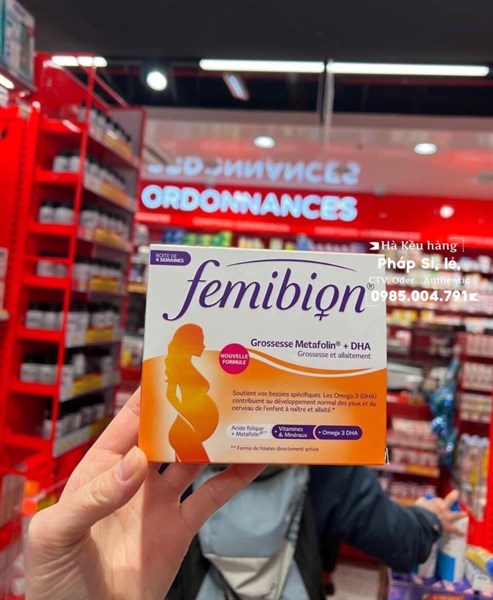 ORDONNANCES
ORDONNANCES
Hà Kều hàng
Pháp Sỉ, lẻ,
CTV, Oder Authentic
0985.004.791
BOITE DE
4 SEMAINES
femibion®
Grossesse Metafolin® + DHA
Grossesse et allaitement
NOUVELLE
FORMULE
Soutient vos besoins spécifiques. Les Omega 3 (DHA)
contribuent au développement normal des yeux et du
cerveau de l'enfant à naître et allaité.*
Acide folique
+ Metafolin®**
+ Vitamines
& Minéraux
+ Omega 3 DHA
** Forme de folates directement active